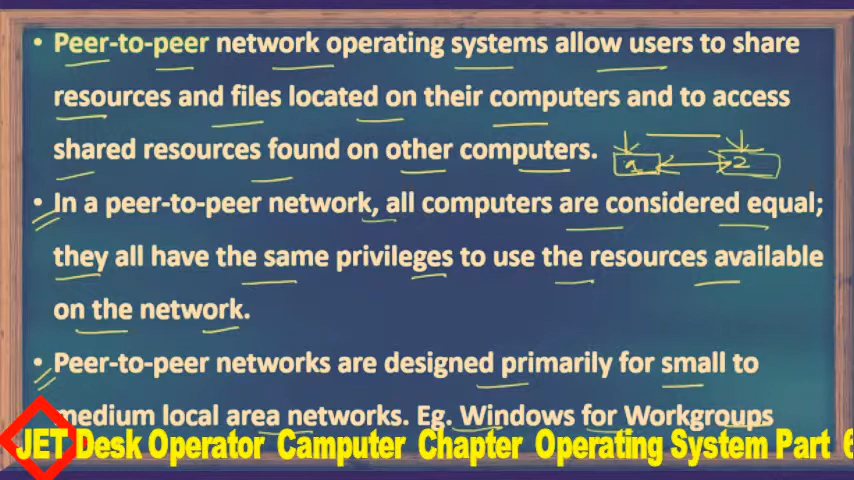 • Peer-to-peer network operating systems allow users to share
resources and files located on their computers and to access
shared resources found on other computers.
1 2
• In a peer-to-peer network, all computers are considered equal;
they all have the same privileges to use the resources available
on the network.
• Peer-to-peer networks are designed primarily for small to
medium local area networks. Eg. Windows for Workgroups
JET Desk Operator Camputer Chapter Operating System Part 6